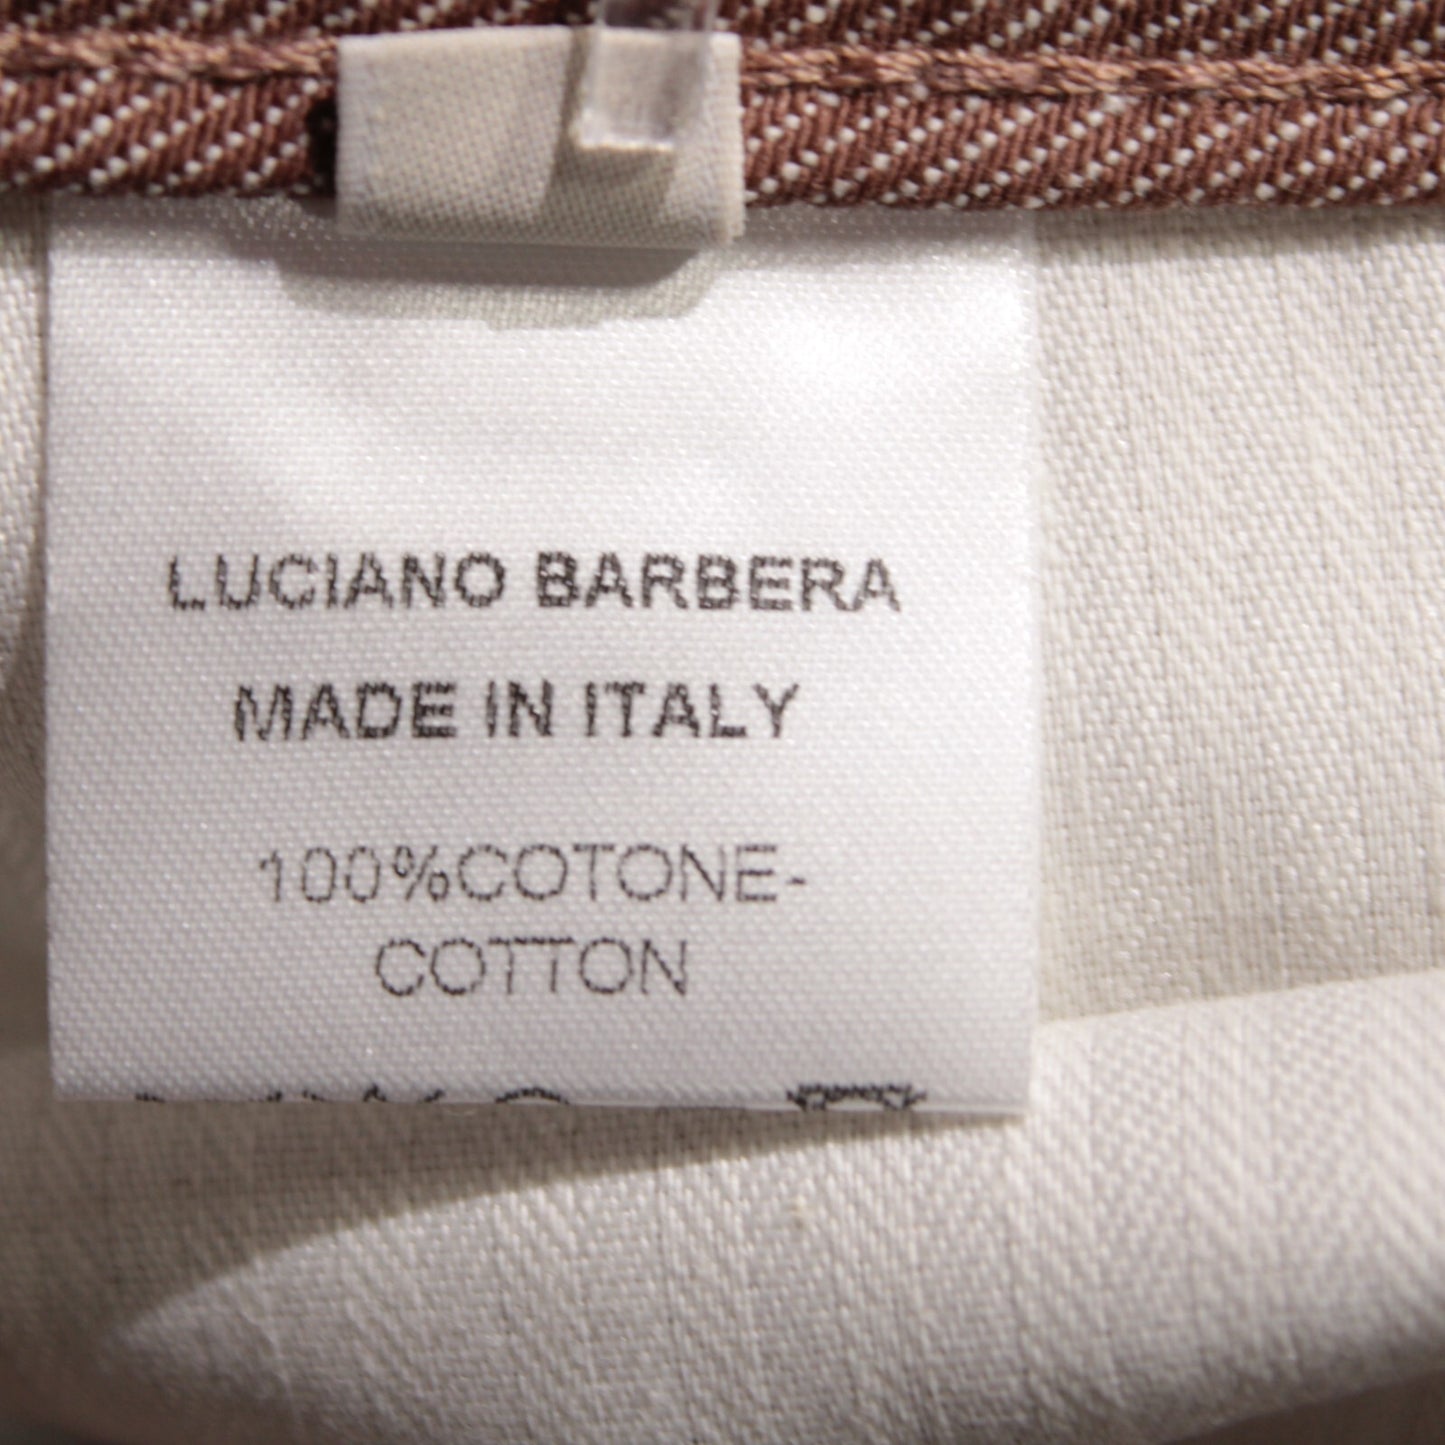 LUCIANO BARBERA
MADE IN ITALY
100%COTONE-
COTTON